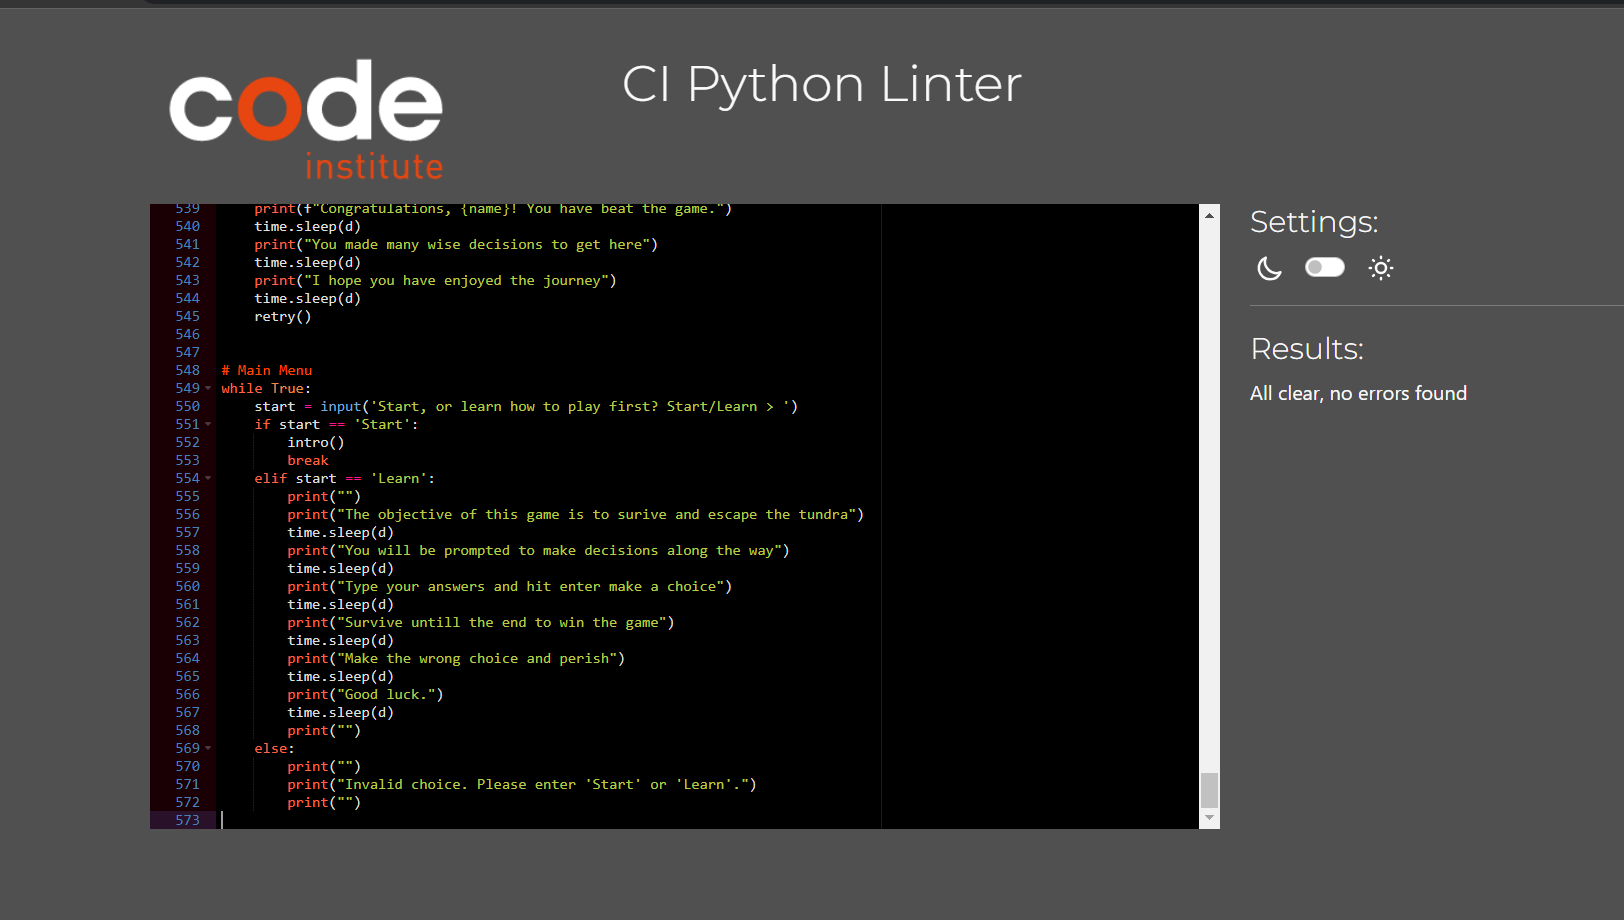 code
institute
CI Python Linter
539 print(f"Congratulations, {name}! You have beat the game.")
540 time.sleep(d)
541 print("You made many wise decisions to get here")
542 time.sleep(d)
543 print("I hope you have enjoyed the journey")
544 time.sleep(d)
545 retry()
546
547
548 # Main Menu
549 while True:
550 start = input('Start, or learn how to play first? Start/Learn > ')
551 if start == 'Start':
552 intro()
553 break
554 elif start == 'Learn':
555 print("")
556 print("The objective of this game is to surive and escape the tundra")
557 time.sleep(d)
558 print("You will be prompted to make decisions along the way")
559 time.sleep(d)
560 print("Type your answers and hit enter make a choice")
561 time.sleep(d)
562 print("Survive untill the end to win the game")
563 time.sleep(d)
564 print("Make the wrong choice and perish")
565 time.sleep(d)
566 print("Good luck.")
567 time.sleep(d)
568 print("")
569 else:
570 print("")
571 print("Invalid choice. Please enter 'Start' or 'Learn'.")
572 print("")
573
Settings:
Results:
All clear, no errors found